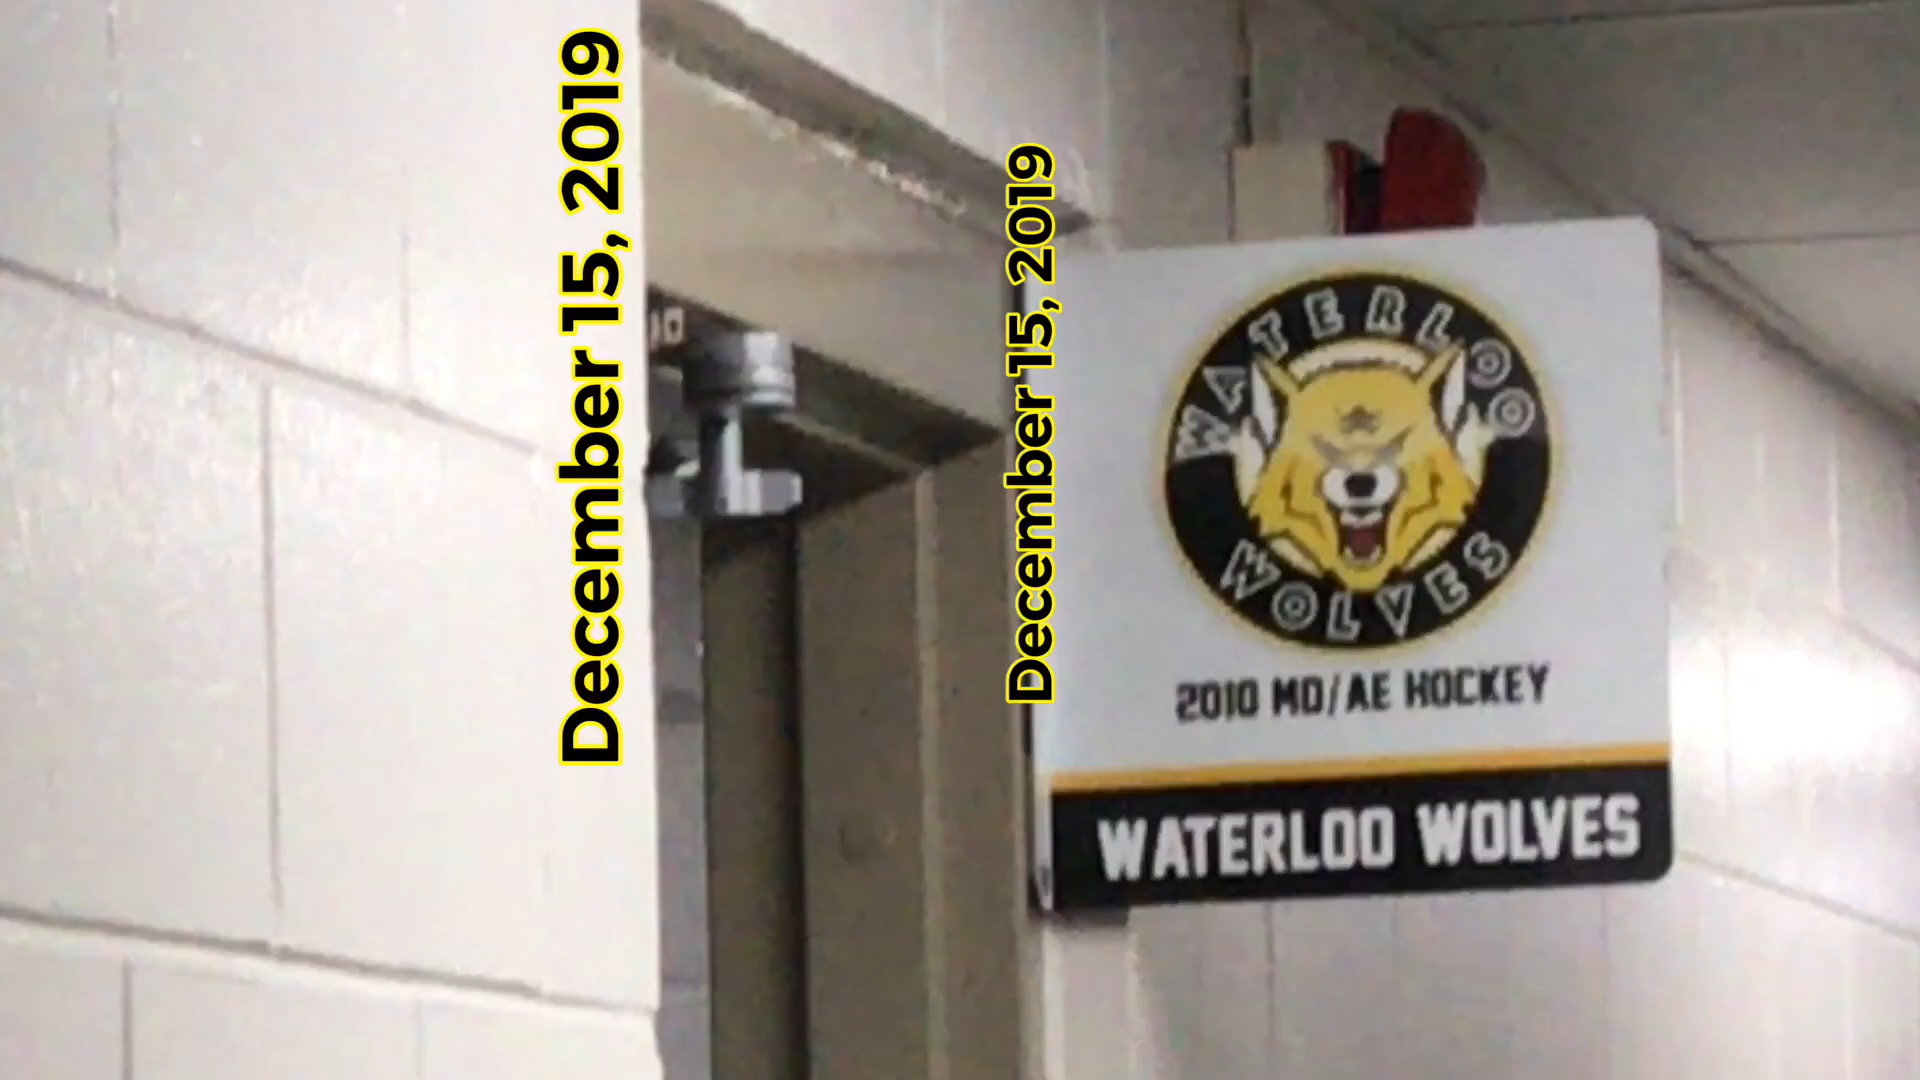 December 15, 2019
December 15, 2019
WATERLOO
WOLVES
2010 MD/AE HOCKEY
WATERLOO WOLVES